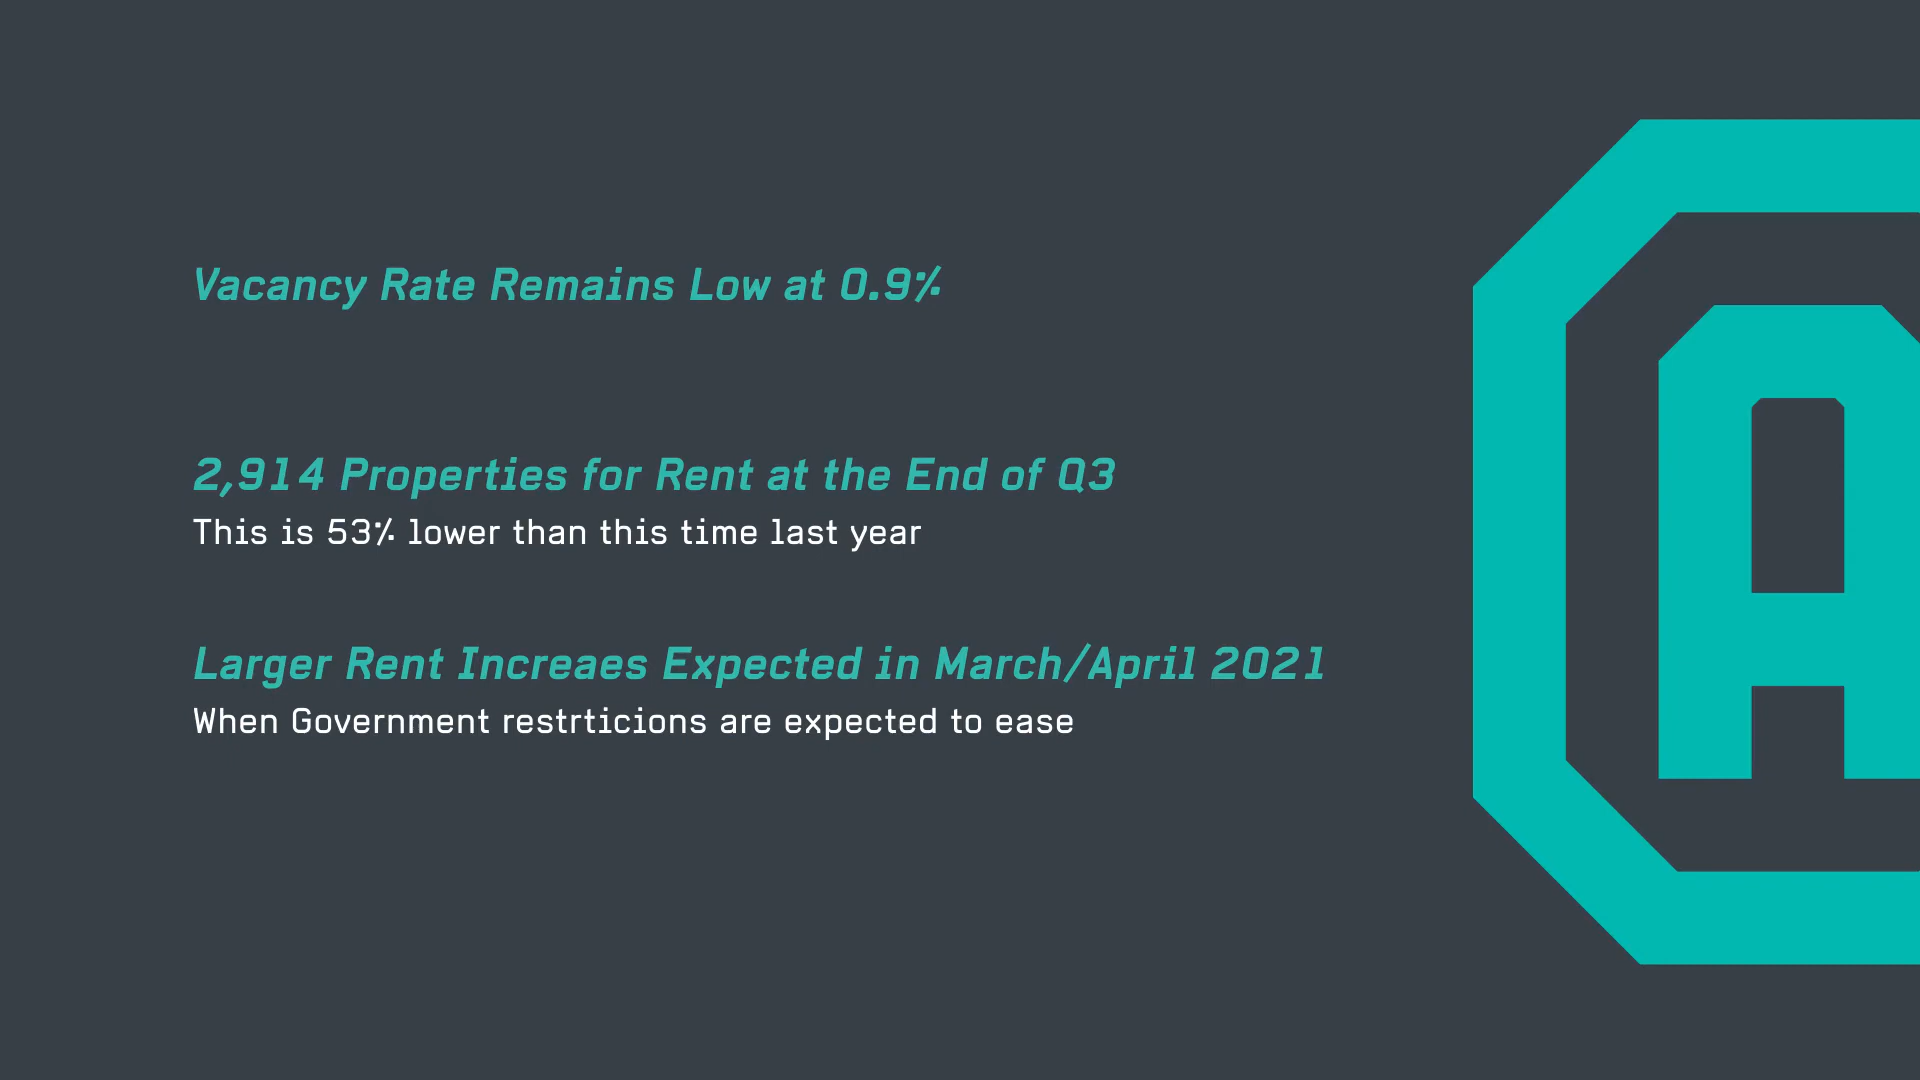 Vacancy Rate Remains Low at 0.9%
2,914 Properties for Rent at the End of Q3
This is 53% lower than this time last year
Larger Rent Increaes Expected in March/April 2021
When Government restrticions are expected to ease
A